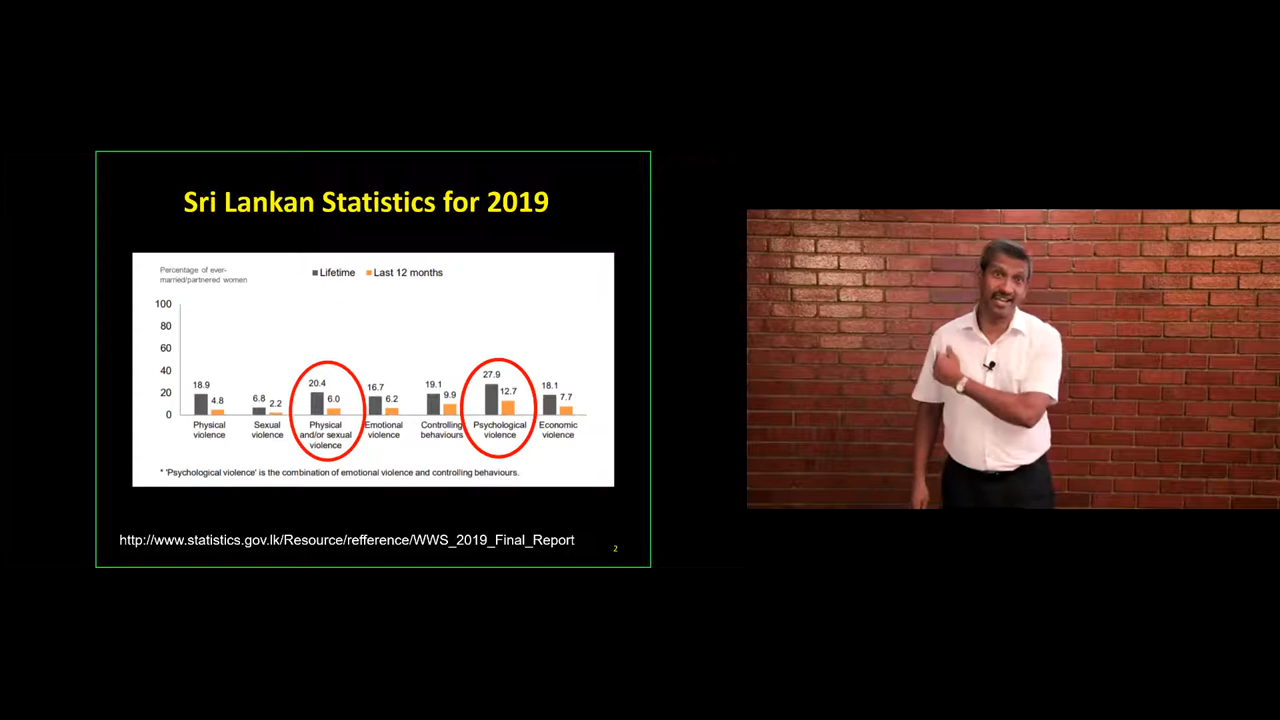 Sri Lankan Statistics for 2019
Percentage of ever-
married/partnered women
Lifetime
Last 12 months
100
80
60
40
20
0
18.9
4.8
6.8
2.2
20.4
6.0
16.7
6.2
19.1
9.9
27.9
12.7
18.1
7.7
Physical
violence
Sexual
violence
Physical
and/or sexual
violence
Emotional
violence
Controlling
behaviours
Psychological
violence
Economic
violence
* 'Psychological violence' is the combination of emotional violence and controlling behaviours.
http://www.statistics.gov.lk/Resource/refference/WWS_2019_Final_Report
2